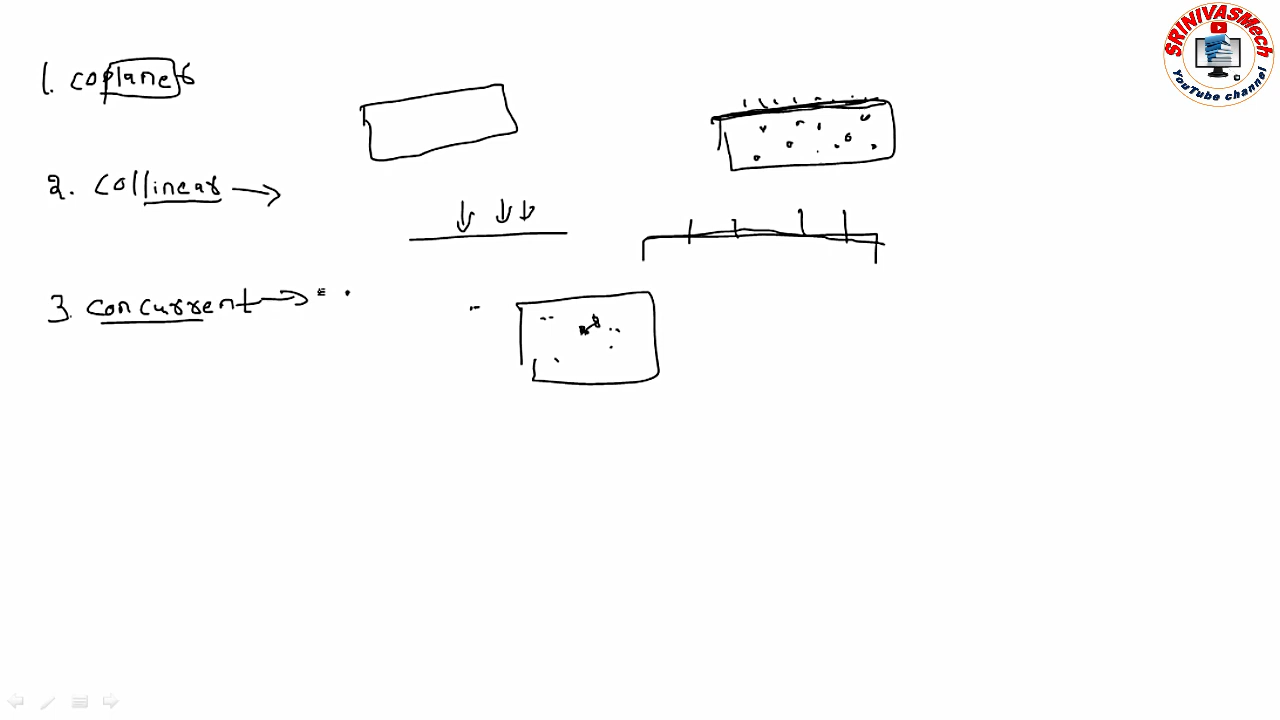 SRINIVASMech
YouTube channel
1. coplaner
2. collinear →
3. concurrent →